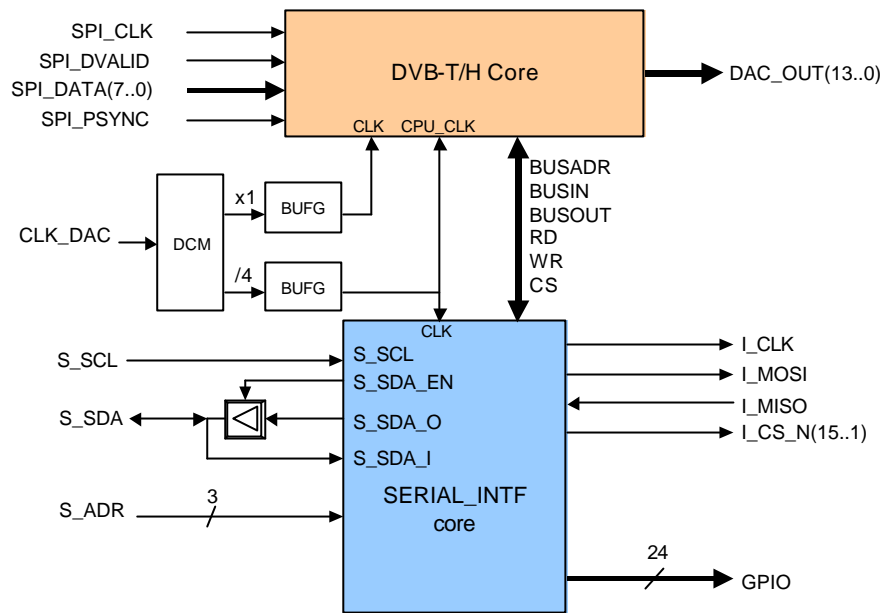 SPI_CLK
SPI_DVALID
SPI_DATA(7..0)
SPI_PSYNC
DVB-T/H Core
CLK CPU_CLK
DAC_OUT(13..0)
BUSADR
BUSIN
BUSOUT
RD
WR
CS
CLK_DAC
DCM
x1
BUFG
/4
BUFG
CLK
S_SCL
S_SCL
S_SDA_EN
S_SDA
S_SDA_O
S_SDA_I
S_ADR
3
SERIAL_INTF
core
I_CLK
I_MOSI
I_MISO
I_CS_N(15..1)
24
GPIO